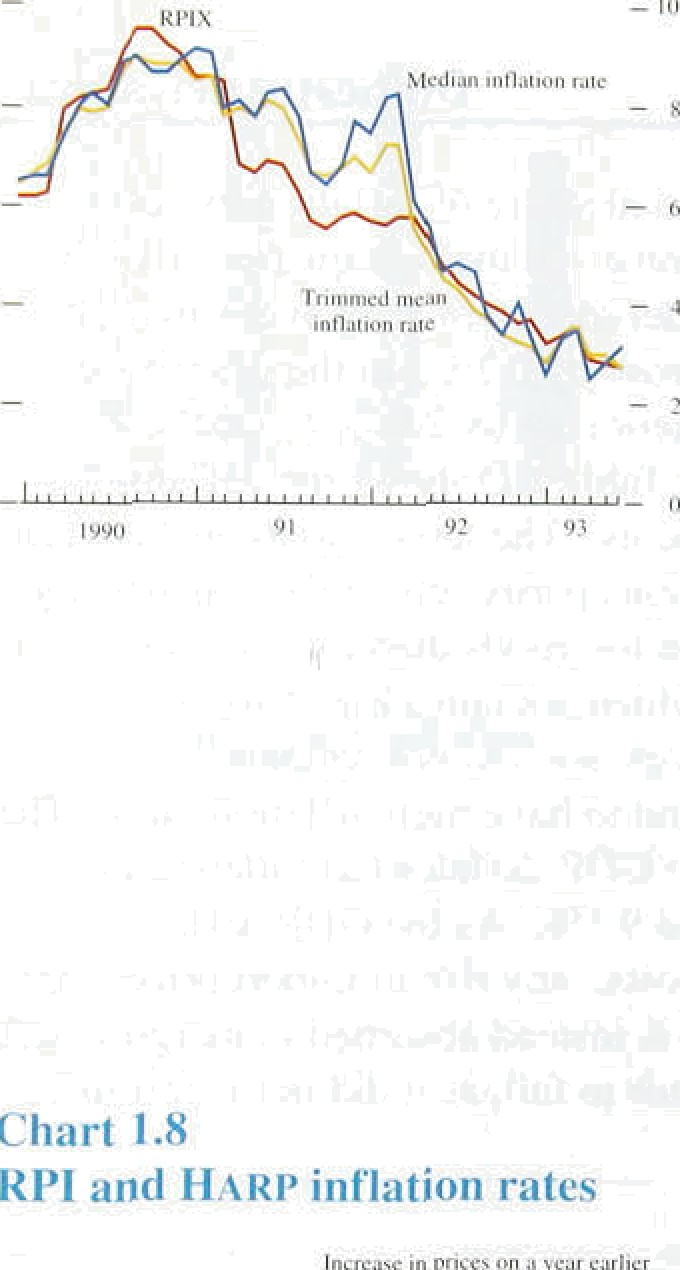 RPIX
10
Median inflation rate
8
6
Trimmed mean
inflation rate
4
2
0
1990 91 92 93
Chart 1.8
RPI and HARP inflation rates
Increase in prices on a year earlier